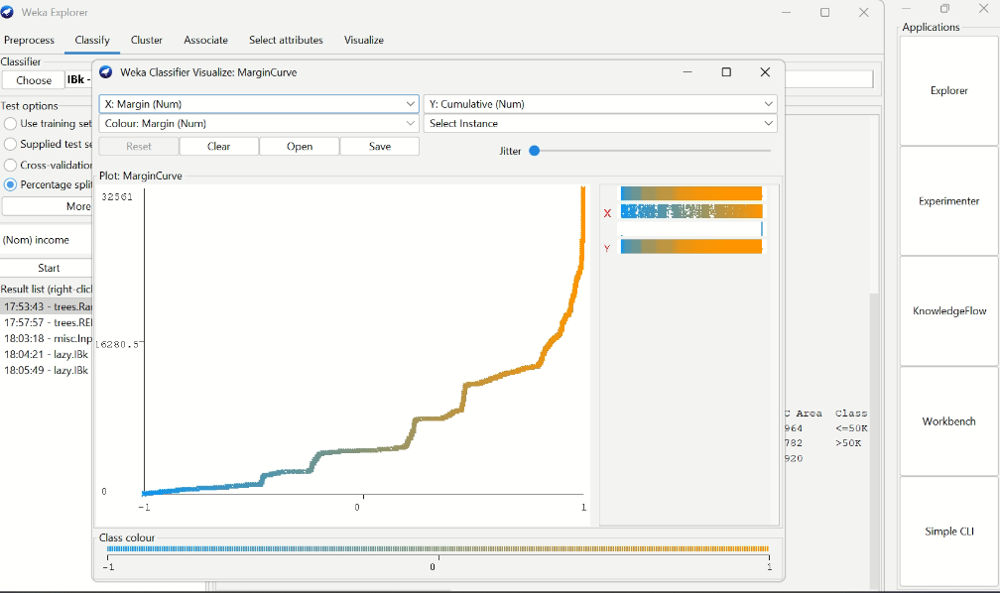 Weka Explorer
Preprocess Classify Cluster Associate Select attributes Visualize
Classifier
Choose IBk -
Test options
Use training set
Supplied test se
Cross-validation
Percentage split
More
(Nom) income
Start
Result list (right-clic
17:53:43 - trees.Ra
17:57:57 - trees.RE
18:03:18 - misc.Inp
18:04:21 - lazy.IBk
18:05:49 - lazy.IBk
Weka Classifier Visualize: MarginCurve
X: Margin (Num) Y: Cumulative (Num)
Colour: Margin (Num) Select Instance
Reset Clear Open Save Jitter
Plot: MarginCurve
32561
16280.5
0
-1 0 1
X
Y
Class colour
-1 0 1
C Area Class
964 <=50K
782 >50K
920
Applications
Explorer
Experimenter
KnowledgeFlow
Workbench
Simple CLI